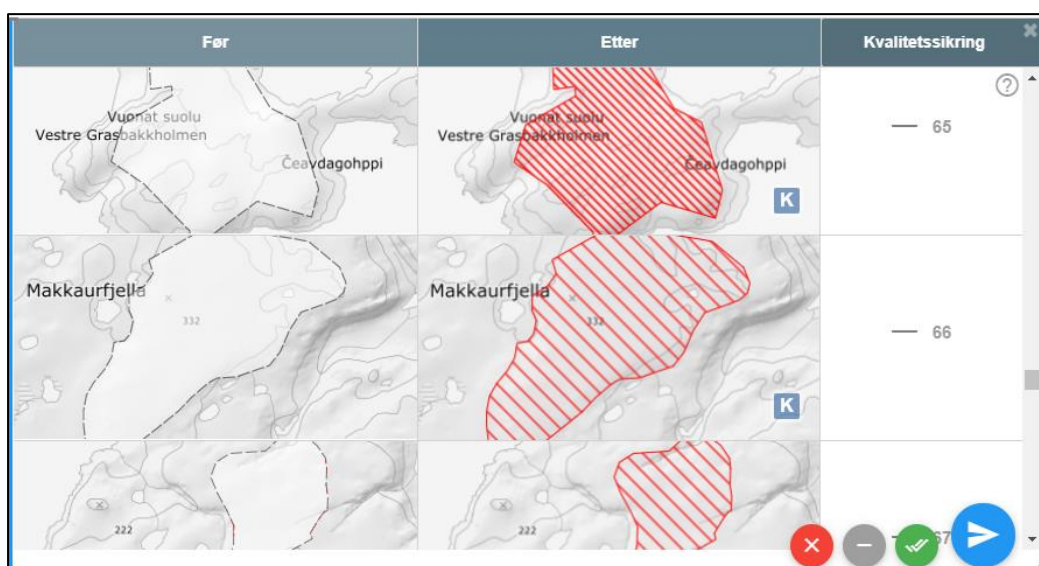 Før Etter Kvalitetssikring
Vuonat suolu
Vestre Grasbakkholmen
Čeavdagohppi
Vuonat suolu
Vestre Grasbakkholmen
Čeavdagohppi
K
— 65
?
Makkaurfjella
332
Makkaurfjella
332
K
— 66
222
222
67